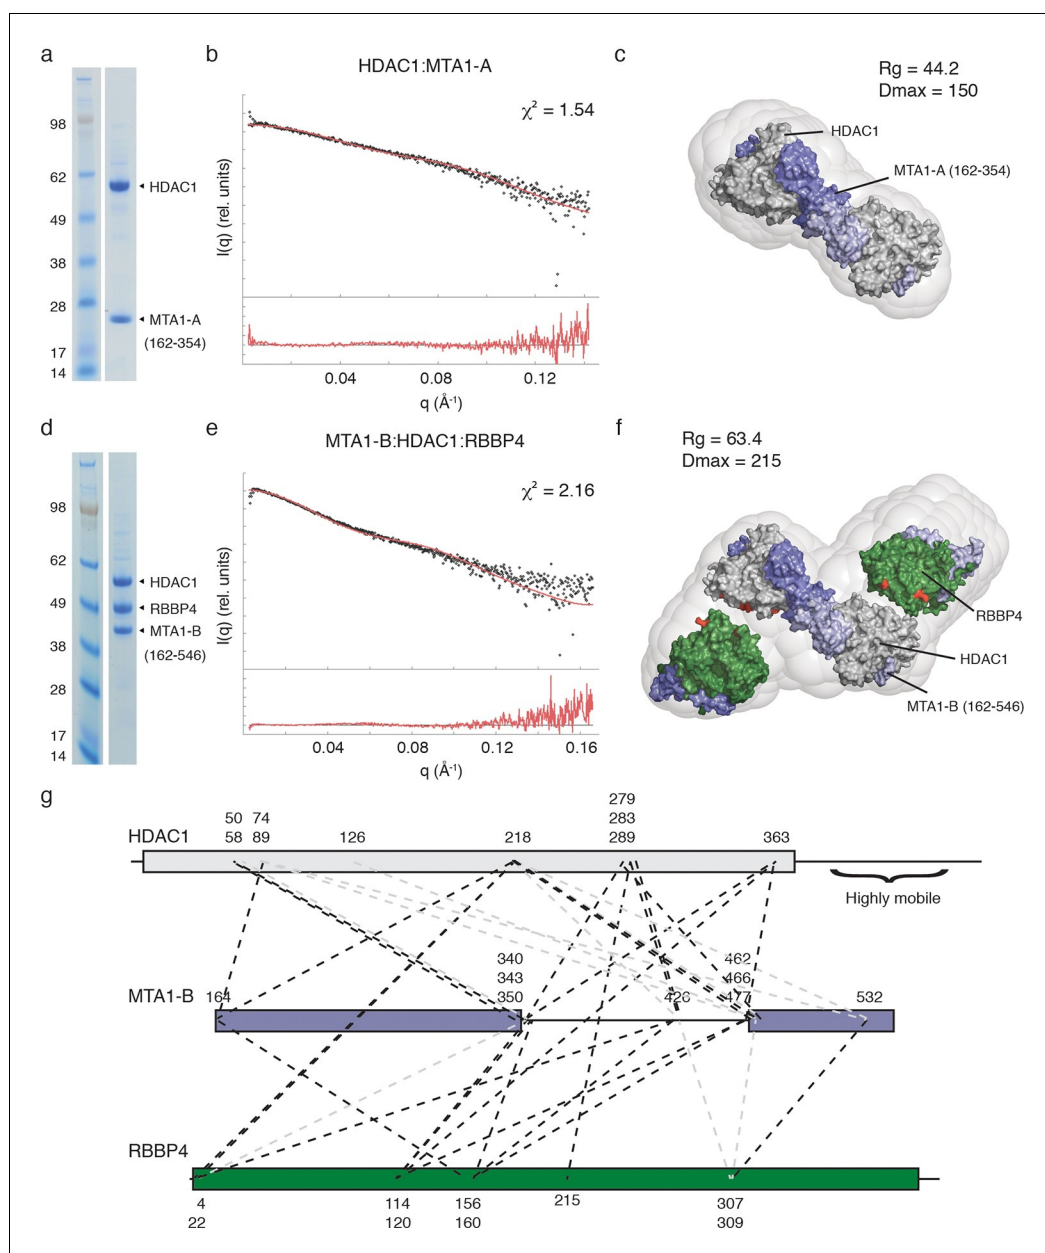 a
98
62
49
38
28
17
14
HDAC1
MTA1-A
(162-354)
b
HDAC1:MTA1-A
χ² = 1.54
I(q) (rel. units)
0.04 0.08 0.12
q (Å⁻¹)
c
Rg = 44.2
Dmax = 150
HDAC1
MTA1-A (162-354)
d
98
62
49
38
28
17
14
HDAC1
RBBP4
MTA1-B
(162-546)
e
MTA1-B:HDAC1:RBBP4
χ² = 2.16
I(q) (rel. units)
0.04 0.08 0.12 0.16
q (Å⁻¹)
f
Rg = 63.4
Dmax = 215
RBBP4
HDAC1
MTA1-B (162-546)
g
279
50 74 283
HDAC1 58 89 126 218 289 363
Highly mobile
340 462
343 466
MTA1-B 164 350 426 477 532
RBBP4
4 114 156 215 307
22 120 160 309